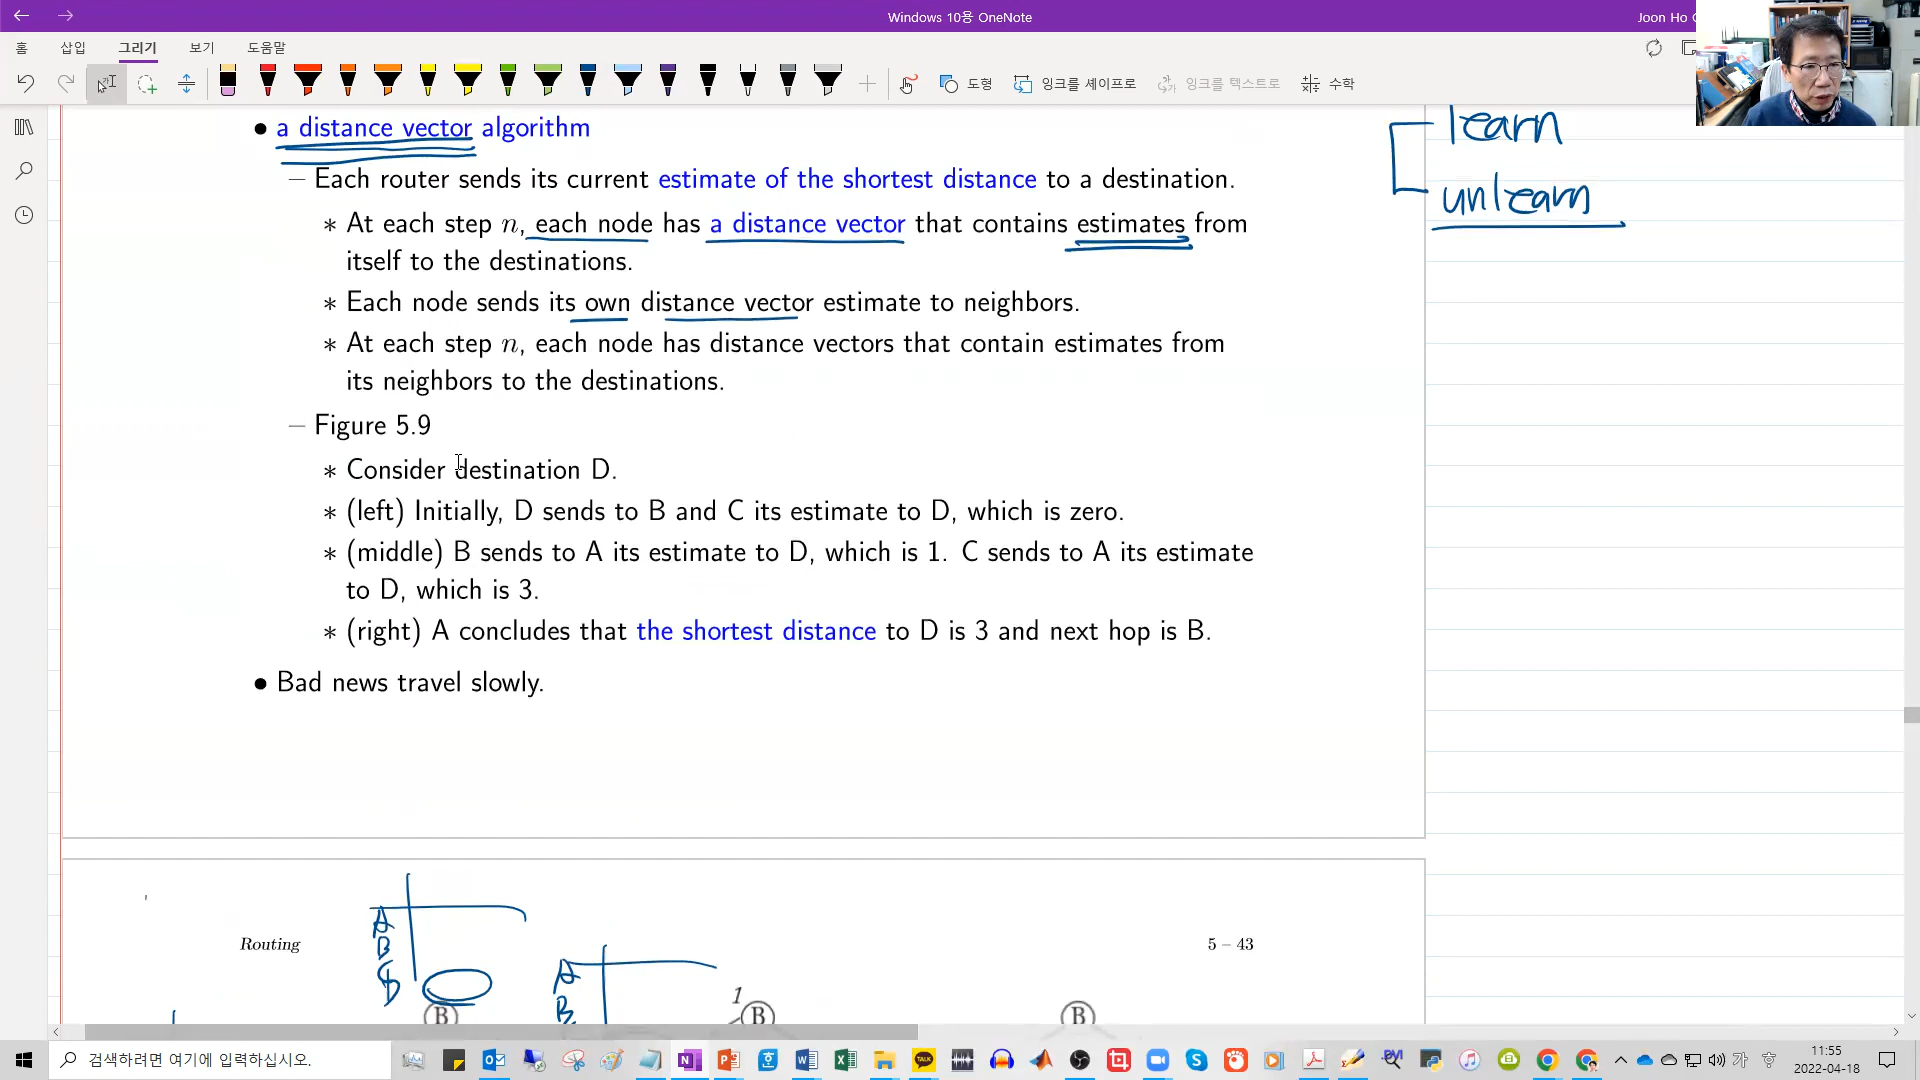 Windows 10용 OneNote
Joon Ho
홈 삽입 그리기 보기 도움말
도형 잉크를 셰이프로 잉크를 텍스트로 수학
• a distance vector algorithm
– Each router sends its current estimate of the shortest distance to a destination.
∗ At each step n, each node has a distance vector that contains estimates from
itself to the destinations.
∗ Each node sends its own distance vector estimate to neighbors.
∗ At each step n, each node has distance vectors that contain estimates from
its neighbors to the destinations.
– Figure 5.9
∗ Consider destination D.
∗ (left) Initially, D sends to B and C its estimate to D, which is zero.
∗ (middle) B sends to A its estimate to D, which is 1. C sends to A its estimate
to D, which is 3.
∗ (right) A concludes that the shortest distance to D is 3 and next hop is B.
• Bad news travel slowly.
learn
unlearn
A
B
C
D
Routing
5 – 43
A
B
1
B
B
B
검색하려면 여기에 입력하십시오.
가
11:55
2022-04-18